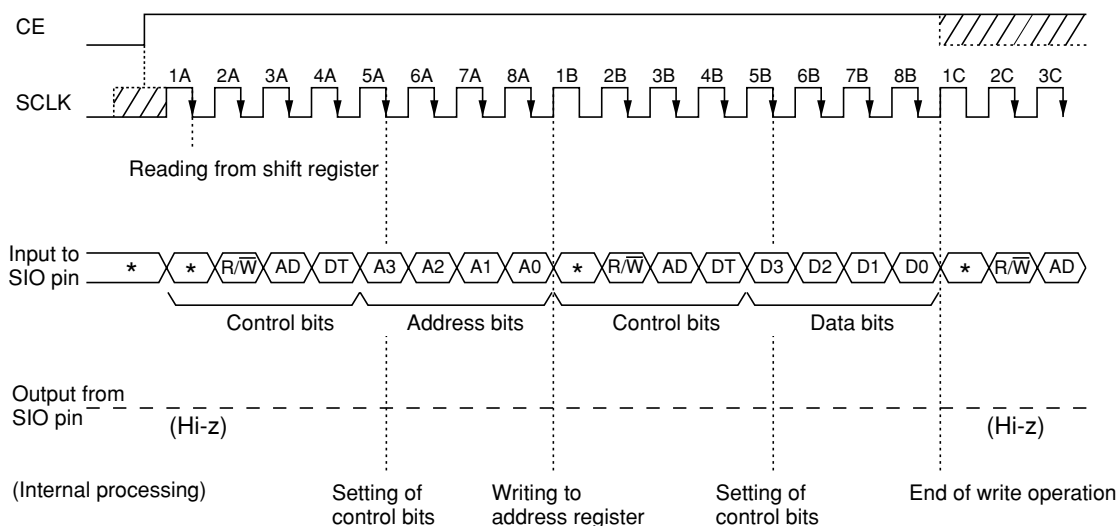 CE
1A 2A 3A 4A 5A 6A 7A 8A 1B 2B 3B 4B 5B 6B 7B 8B 1C 2C 3C
SCLK
Reading from shift register
Input to
SIO pin
* * R/W̅ AD DT A3 A2 A1 A0 * R/W̅ AD DT D3 D2 D1 D0 * R/W̅ AD
Control bits Address bits Control bits Data bits
Output from
SIO pin
(Hi-z) (Hi-z)
(Internal processing)
Setting of
control bits
Writing to
address register
Setting of
control bits
End of write operation